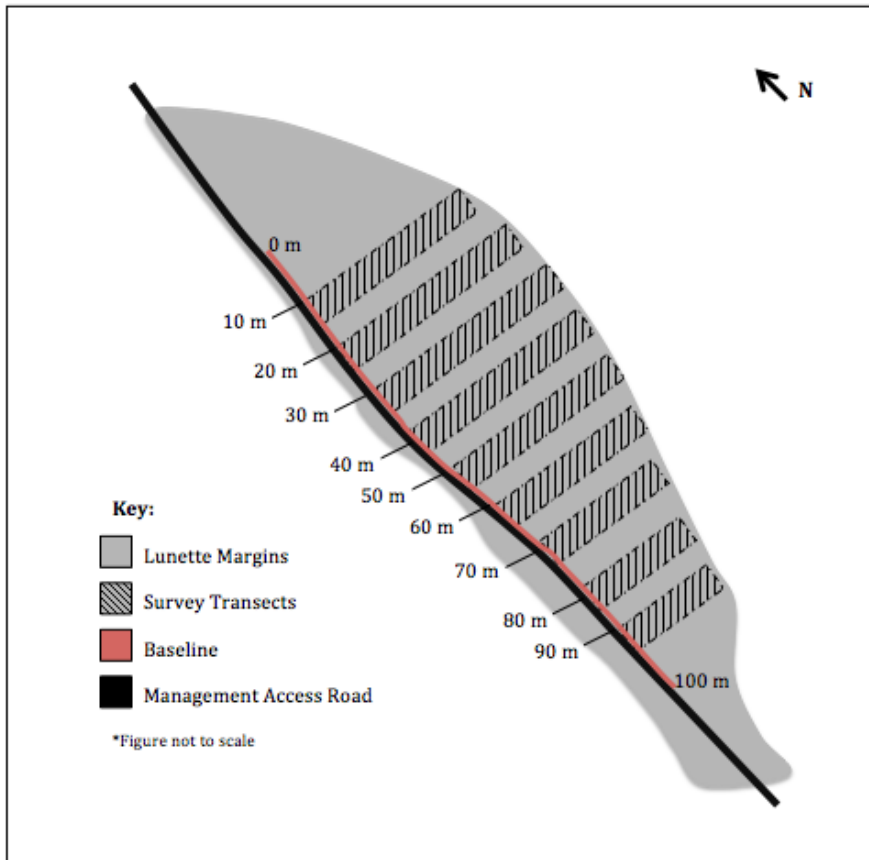 N
0 m
10 m
20 m
30 m
40 m
50 m
60 m
70 m
80 m
90 m
100 m
Key:
Lunette Margins
Survey Transects
Baseline
Management Access Road
*Figure not to scale